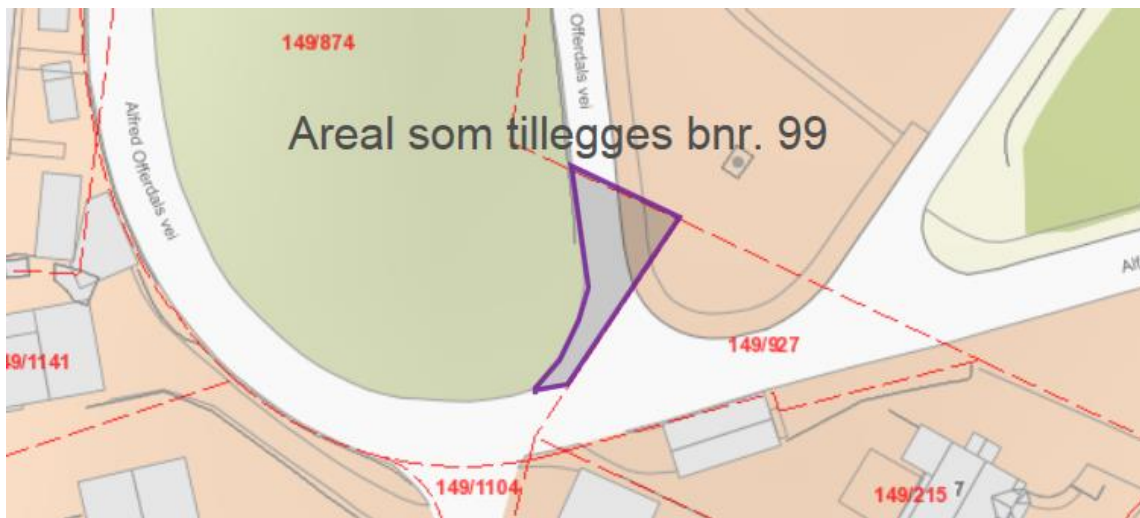 149/874
Offerdals vei
Alfred Offerdals vei
Areal som tillegges bnr. 99
Alf
149/927
49/1141
149/1104
149/215
7